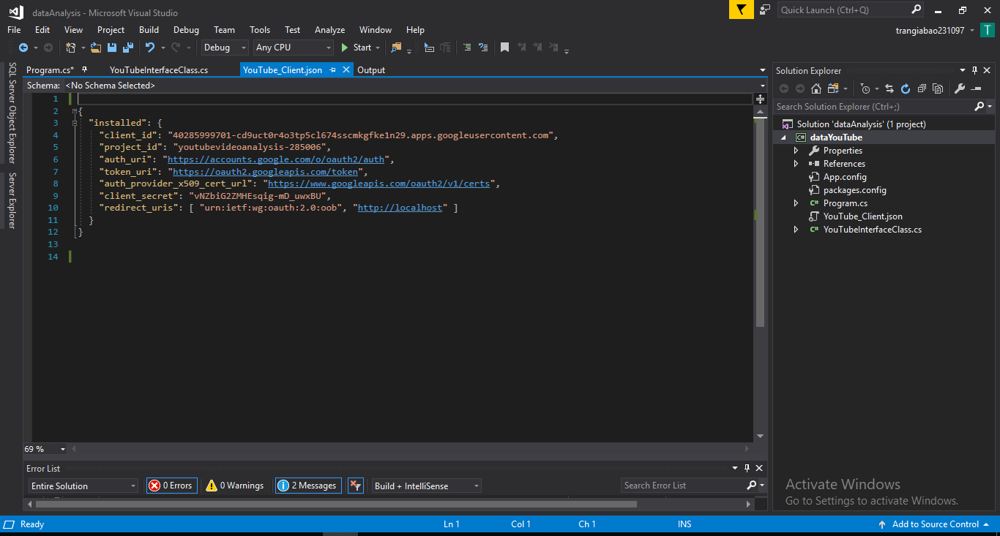 dataAnalysis - Microsoft Visual Studio
Quick Launch (Ctrl+Q)
File Edit View Project Build Debug Team Tools Test Analyze Window Help
trangiabao231097 T
Debug Any CPU Start
SQL Server Object Explorer
Server Explorer
Program.cs* YouTubeInterfaceClass.cs YouTube_Client.json Output
Schema: <No Schema Selected>
1
2 {
3 "installed": {
4 "client_id": "40285999701-cd9uct0r4o3tp5cl674sscmkgfke1n29.apps.googleusercontent.com",
5 "project_id": "youtubevideoanalysis-285006",
6 "auth_uri": "https://accounts.google.com/o/oauth2/auth",
7 "token_uri": "https://oauth2.googleapis.com/token",
8 "auth_provider_x509_cert_url": "https://www.googleapis.com/oauth2/v1/certs",
9 "client_secret": "vNZbiG2ZMHEsqig-mD_uwxBU",
10 "redirect_uris": [ "urn:ietf:wg:oauth:2.0:oob", "http://localhost" ]
11 }
12 }
13
14
69 %
Solution Explorer
Search Solution Explorer (Ctrl+;)
Solution 'dataAnalysis' (1 project)
C# dataYouTube
Properties
References
App.config
packages.config
C# Program.cs
YouTube_Client.json
C# YouTubeInterfaceClass.cs
Error List
Entire Solution 0 Errors 0 Warnings 2 Messages Build + IntelliSense Search Error List
Activate Windows
Go to Settings to activate Windows.
Ready Ln 1 Col 1 Ch 1 INS Add to Source Control